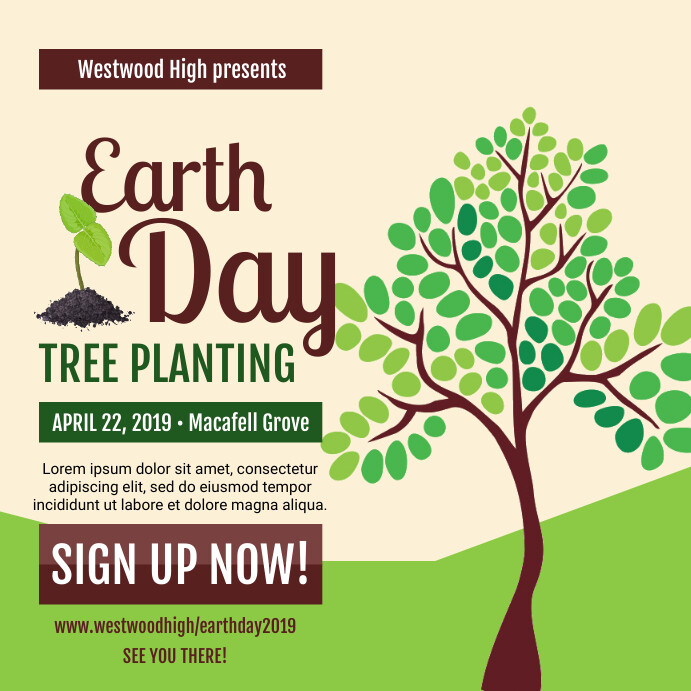 Westwood High presents
Earth
Day
TREE PLANTING
APRIL 22, 2019 • Macafell Grove
Lorem ipsum dolor sit amet, consectetur
adipiscing elit, sed do eiusmod tempor
incididunt ut labore et dolore magna aliqua.
SIGN UP NOW!
www.westwoodhigh/earthday2019
SEE YOU THERE!